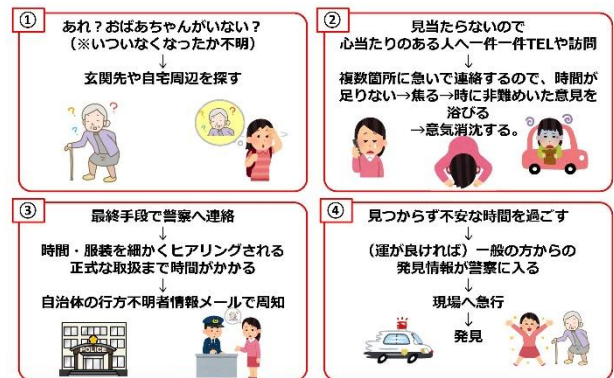 ①
あれ？おばあちゃんがいない？
（※いついなくなったか不明）
↓
玄関先や自宅周辺を探す
②
見当たらないので
心当たりのある人へ一件一件TELや訪問
↓
複数箇所に急いで連絡するので、時間が
足りない→焦る→時に非難めいた意見を
浴びる
→意気消沈する。
③
最終手段で警察へ連絡
↓
時間・服装を細かくヒアリングされる
正式な取扱まで時間がかかる
↓
自治体の行方不明者情報メールで周知
POLICE
④
見つからず不安な時間を過ごす
↓
（運が良ければ）一般の方からの
発見情報が警察に入る
↓
現場へ急行
↓
発見